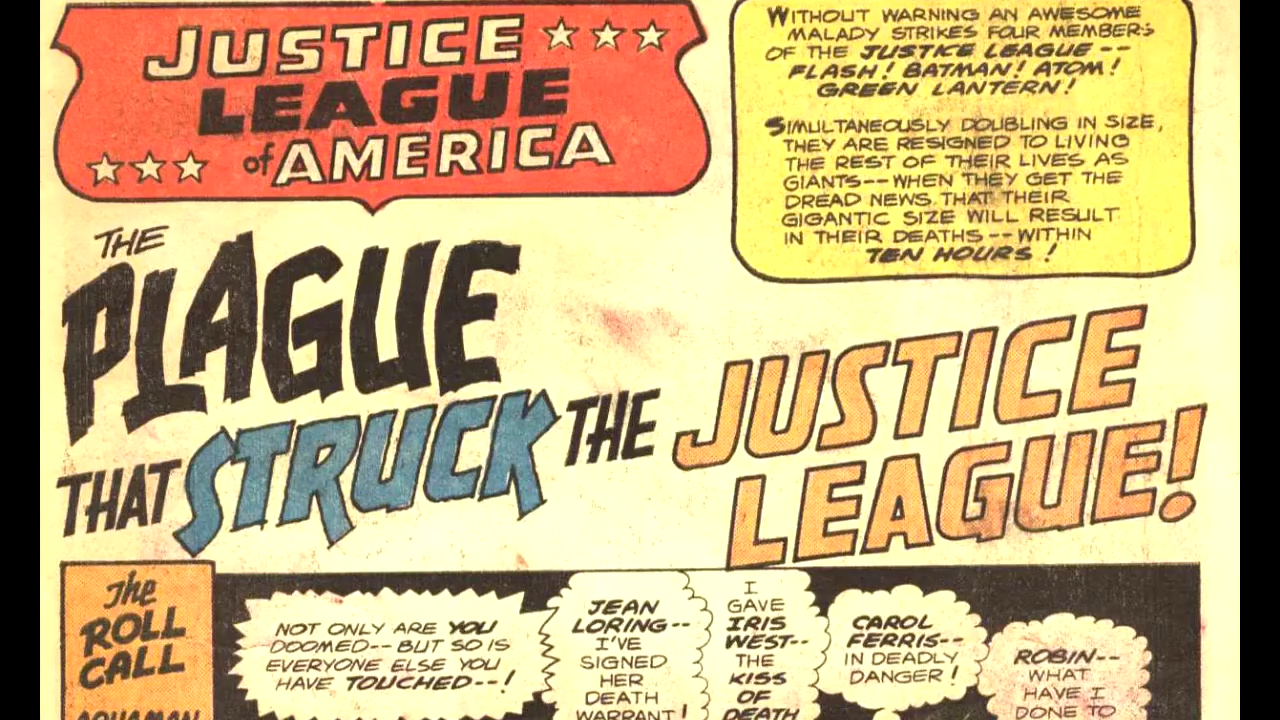 JUSTICE
LEAGUE
of AMERICA
WITHOUT WARNING AN AWESOME
MALADY STRIKES FOUR MEMBERS
OF THE JUSTICE LEAGUE--
FLASH! BATMAN! ATOM!
GREEN LANTERN!
SIMULTANEOUSLY DOUBLING IN SIZE,
THEY ARE RESIGNED TO LIVING
THE REST OF THEIR LIVES AS
GIANTS--WHEN THEY GET THE
DREAD NEWS THAT THEIR
GIGANTIC SIZE WILL RESULT
IN THEIR DEATHS--WITHIN
TEN HOURS!
THE
PLAGUE
THAT STRUCK THE
JUSTICE
LEAGUE!
The
ROLL
CALL
AQUAMAN
NOT ONLY ARE YOU
DOOMED--BUT SO IS
EVERYONE ELSE YOU
HAVE TOUCHED--!
JEAN
LORING--
I'VE
SIGNED
HER
DEATH
WARRANT!
I
GAVE
IRIS
WEST--
THE
KISS
OF
DEATH
CAROL
FERRIS--
IN DEADLY
DANGER!
ROBIN--
WHAT
HAVE I
DONE TO